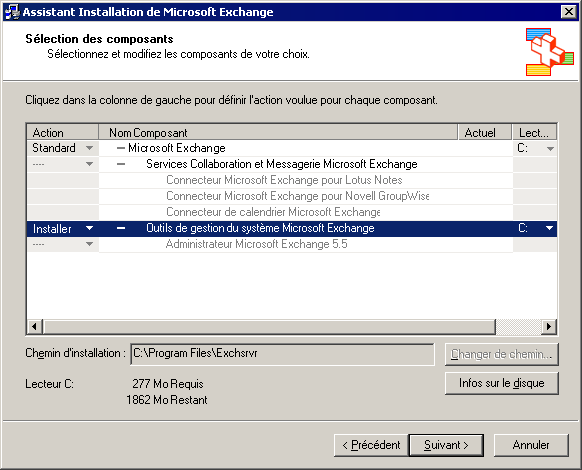 Assistant Installation de Microsoft Exchange
Sélection des composants
Sélectionnez et modifiez les composants de votre choix.
Cliquez dans la colonne de gauche pour définir l'action voulue pour chaque composant.
Action Nom Composant Actuel Lect...
Standard Microsoft Exchange C:
---- Services Collaboration et Messagerie Microsoft Exchange
Connecteur Microsoft Exchange pour Lotus Notes
Connecteur Microsoft Exchange pour Novell GroupWise
Connecteur de calendrier Microsoft Exchange
Installer Outils de gestion du système Microsoft Exchange C:
---- Administrateur Microsoft Exchange 5.5
Chemin d'installation : C:\Program Files\Exchsrvr Changer de chemin...
Lecteur C: 277 Mo Requis Infos sur le disque
1862 Mo Restant
< Précédent Suivant > Annuler